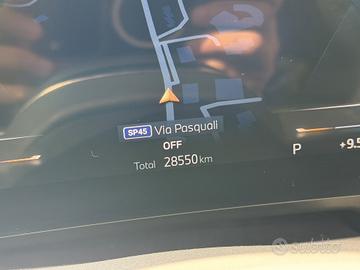 SP45 Via Pasquali
OFF
Total 28550 km
P
+9.5
subito